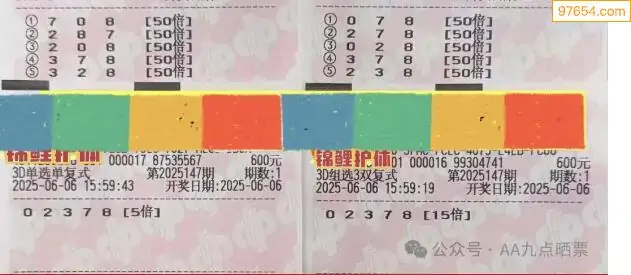 97654.com
① 7 0 8 [50倍]
② 2 8 7 [50倍]
③ 2 0 8 [50倍]
④ 3 7 8 [50倍]
⑤ 3 2 8 [50倍]
锦鲤护体
000017 87535567 600元
3D单选单复式 第2025147期 期数:1
2025-06-06 15:59:43 开奖日期:2025-06-06
0 2 3 7 8 [5倍]
① 0 7 8 [50倍]
② 2 7 8 [50倍]
③ 0 2 8 [50倍]
④ 3 7 8 [50倍]
⑤ 2 3 8 [50倍]
锦鲤护体
01 000016 99304741 600元
3D组选3双复式 第2025147期 期数:1
2025-06-06 15:59:19 开奖日期:2025-06-06
0 2 3 7 8 [15倍]
公众号·AA九点晒票